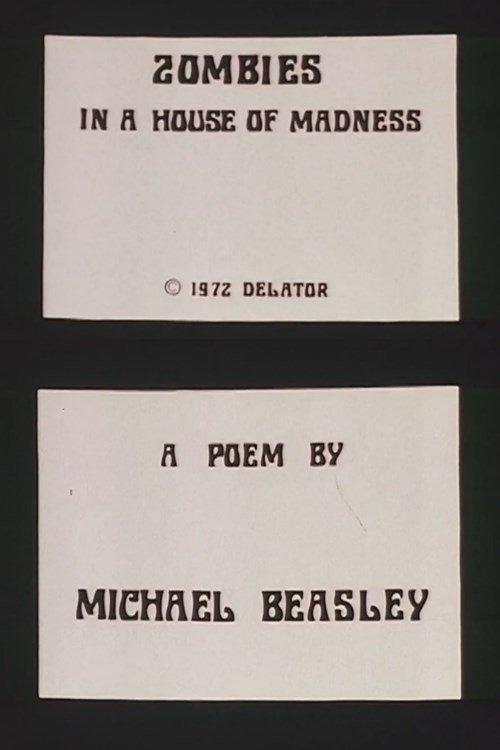 ZOMBIES
IN A HOUSE OF MADNESS
© 1972 DELATOR
A POEM BY
MICHAEL BEASLEY